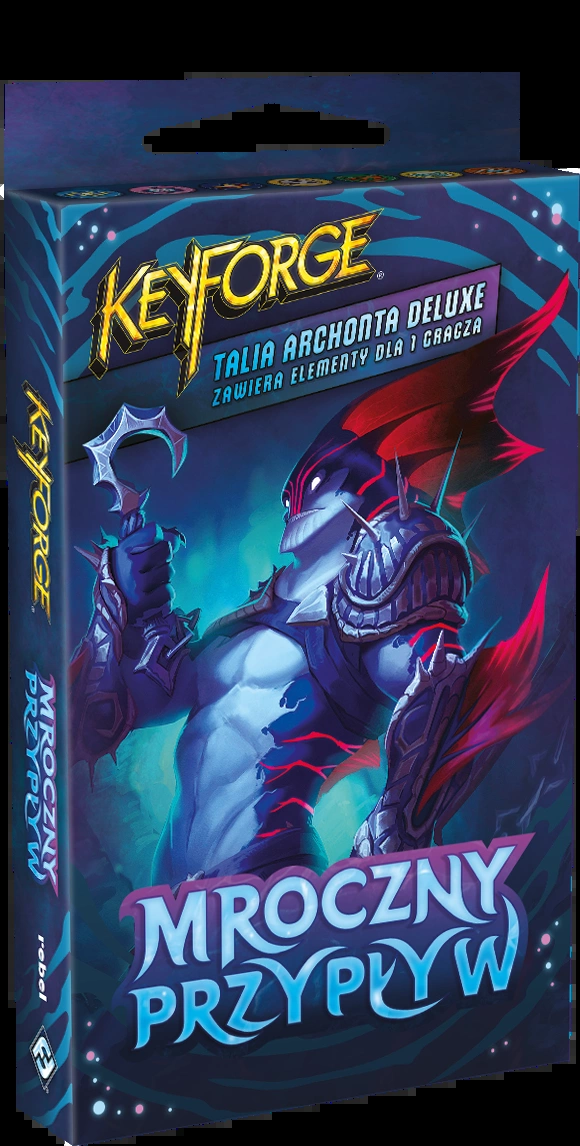 KEYFORGE®
TALIA ARCHONTA DELUXE
ZAWIERA ELEMENTY DLA 1 GRACZA
MROCZNY
PRZYPŁYW
KEYFORGE®
MROCZNY
PRZYPŁYW
rebel